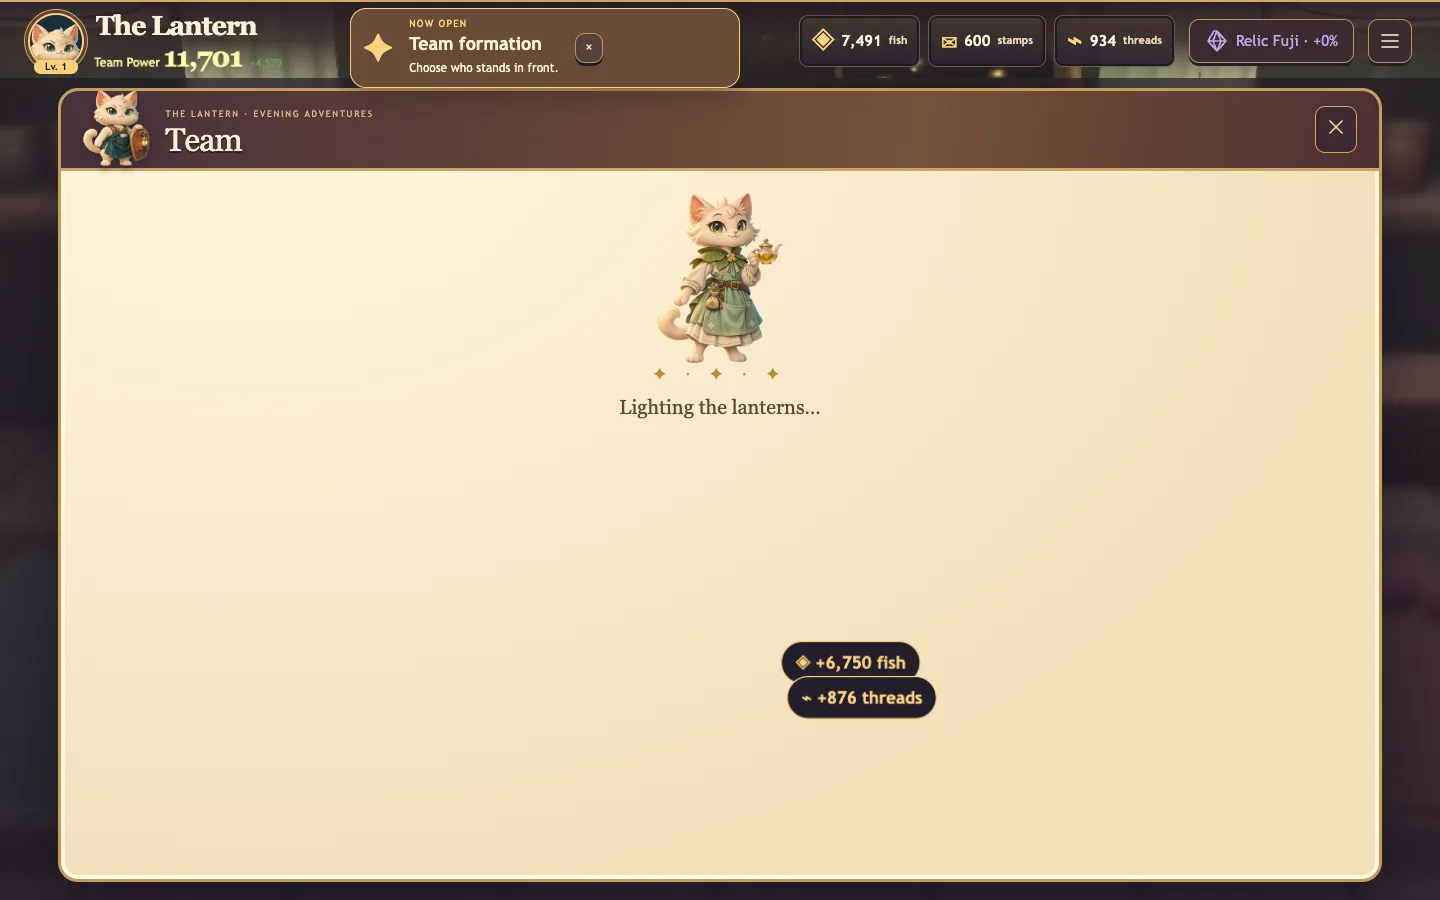 The Lantern
Lv. 1
Team Power 11,701 +4,570
NOW OPEN
Team formation
Choose who stands in front.
×
7,491 fish
600 stamps
934 threads
Relic Fuji · +0%
THE LANTERN · EVENING ADVENTURES
Team
Lighting the lanterns...
+6,750 fish
+876 threads